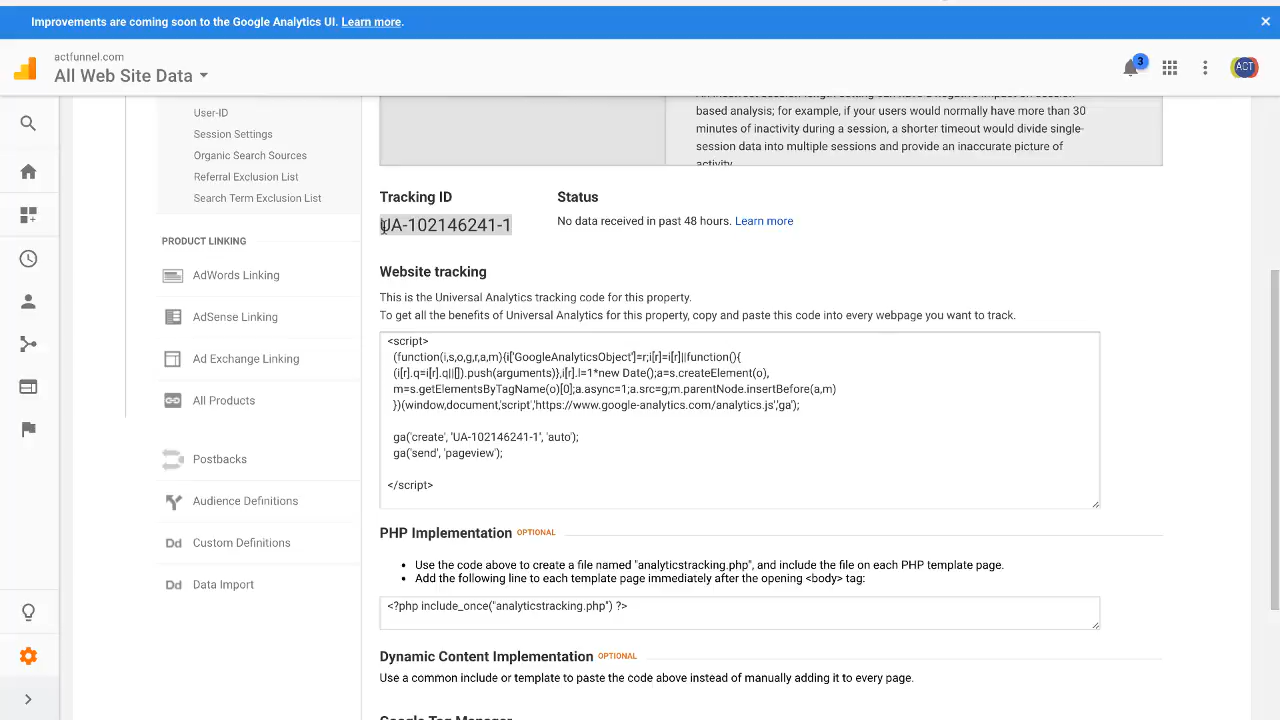 Improvements are coming soon to the Google Analytics UI. Learn more.
actfunnel.com
All Web Site Data
3
ACT
User-ID
Session Settings
Organic Search Sources
Referral Exclusion List
Search Term Exclusion List
PRODUCT LINKING
AdWords Linking
AdSense Linking
Ad Exchange Linking
All Products
Postbacks
Audience Definitions
Dd Custom Definitions
Dd Data Import
based analysis; for example, if your users would normally have more than 30
minutes of inactivity during a session, a shorter timeout would divide single-
session data into multiple sessions and provide an inaccurate picture of
activity.
Tracking ID
UA-102146241-1
Status
No data received in past 48 hours. Learn more
Website tracking
This is the Universal Analytics tracking code for this property.
To get all the benefits of Universal Analytics for this property, copy and paste this code into every webpage you want to track.
<script>
(function(i,s,o,g,r,a,m){i['GoogleAnalyticsObject']=r;i[r]=i[r]||function(){
(i[r].q=i[r].q||[]).push(arguments)},i[r].l=1*new Date();a=s.createElement(o),
m=s.getElementsByTagName(o)[0];a.async=1;a.src=g;m.parentNode.insertBefore(a,m)
})(window,document,'script','https://www.google-analytics.com/analytics.js','ga');
ga('create', 'UA-102146241-1', 'auto');
ga('send', 'pageview');
</script>
PHP Implementation OPTIONAL
• Use the code above to create a file named "analyticstracking.php", and include the file on each PHP template page.
• Add the following line to each template page immediately after the opening <body> tag:
<?php include_once("analyticstracking.php") ?>
Dynamic Content Implementation OPTIONAL
Use a common include or template to paste the code above instead of manually adding it to every page.
Google Tag Manager